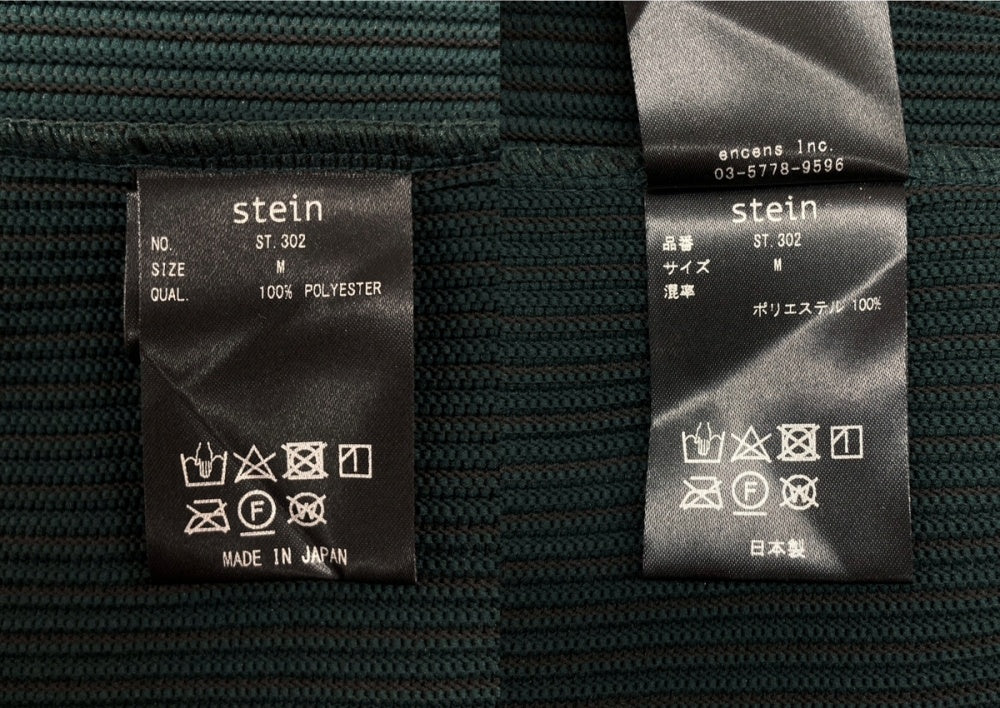 stein
NO. ST.302
SIZE M
QUAL. 100% POLYESTER
F
W
MADE IN JAPAN
encens Inc.
03-5778-9596
stein
品番 ST.302
サイズ M
混率
ポリエステル 100%
F
W
日本製